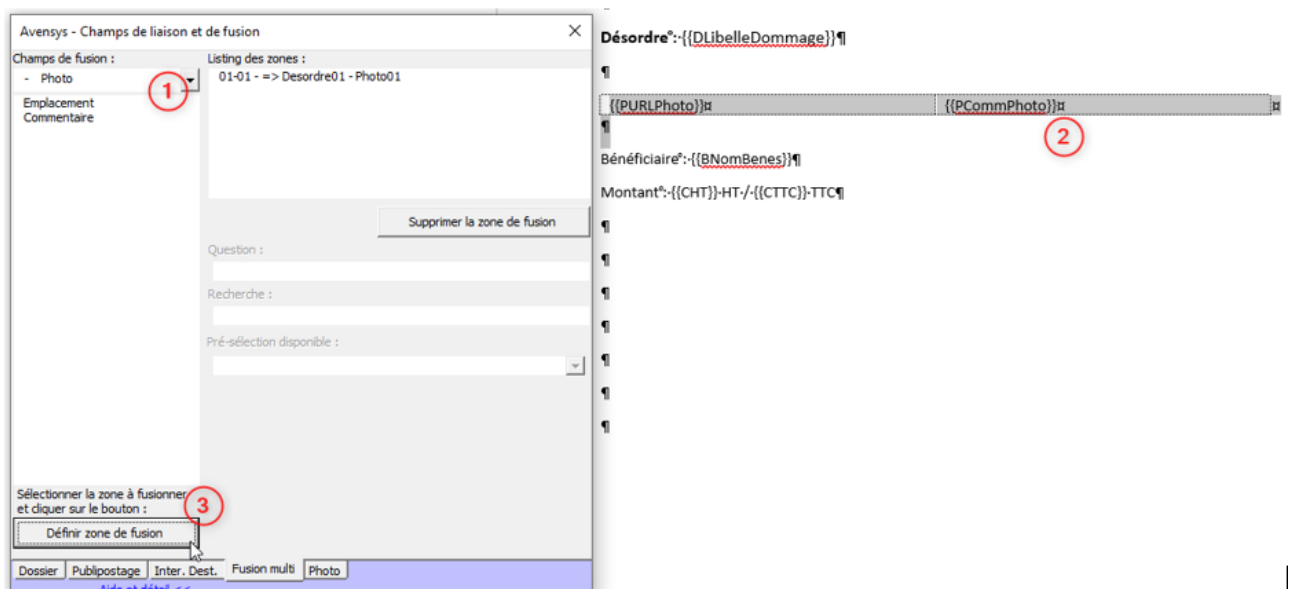 Avensys - Champs de liaison et de fusion
Champs de fusion :
- Photo
1
Emplacement
Commentaire
Listing des zones :
01-01 - => Desordre01 - Photo01
Supprimer la zone de fusion
Question :
Recherche :
Pré-sélection disponible :
Sélectionner la zone à fusionner
et cliquer sur le bouton :
3
Définir zone de fusion
Dossier Publipostage Inter. Dest. Fusion multi Photo
Aide et détail <<
Désordre°:·{{DLibelleDommage}}¶
¶
{{PURLPhoto}}¤ {{PCommPhoto}}¤ ¤
¶
2
Bénéficiaire°:·{{BNomBenes}}¶
Montant°:·{{CHT}}·HT·/·{{CTTC}}·TTC¶
¶
¶
¶
¶
¶
¶
¶